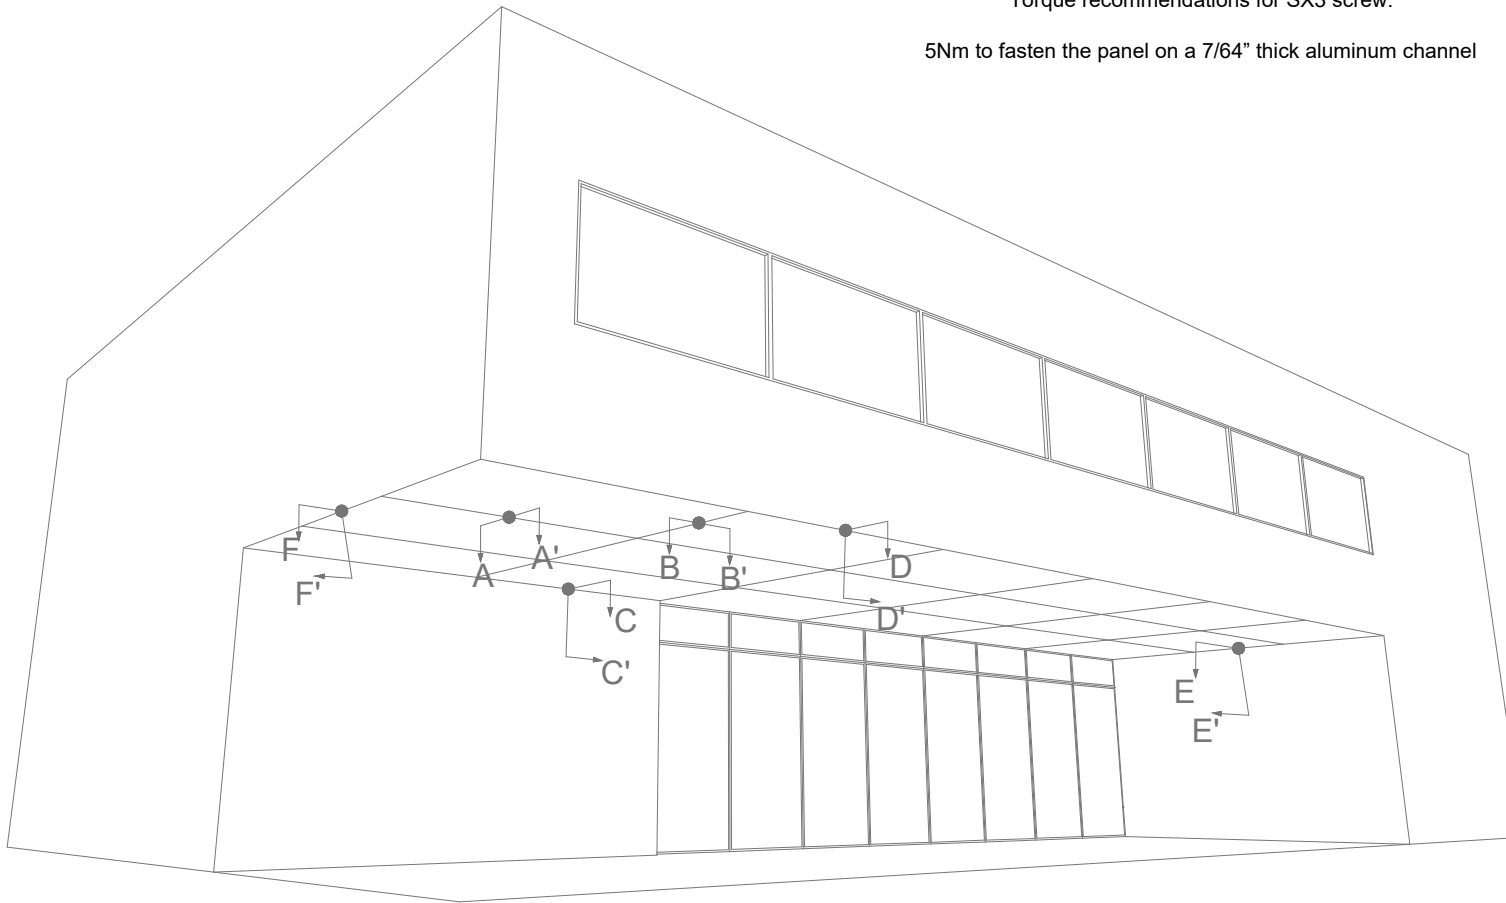 Torque recommendations for SX3 screw:
5Nm to fasten the panel on a 7/64” thick aluminum channel
F
F'
A
A'
B
B'
C
C'
D
D'
E
E'